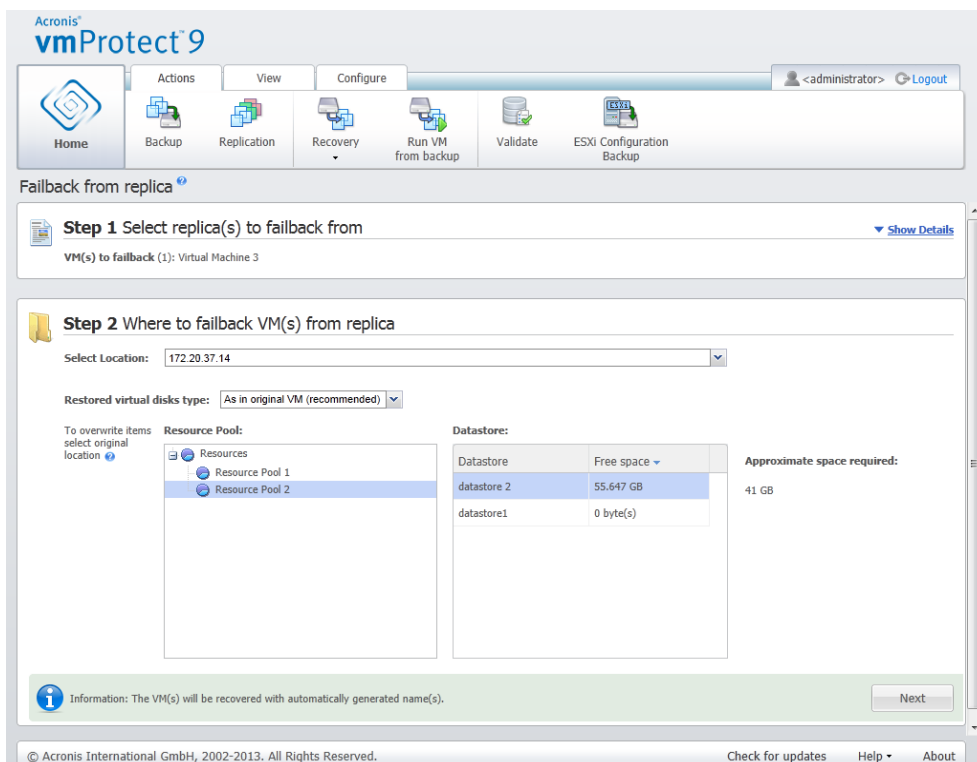 Acronis®
vmProtect™9
Actions View Configure
<administrator> Logout
Home
Backup
Replication
Recovery
Run VM
from backup
Validate
ESXi
ESXi Configuration
Backup
Failback from replica
Step 1 Select replica(s) to failback from
Show Details
VM(s) to failback (1): Virtual Machine 3
Step 2 Where to failback VM(s) from replica
Select Location: 172.20.37.14
Restored virtual disks type: As in original VM (recommended)
To overwrite items
select original
location
Resource Pool:
Resources
Resource Pool 1
Resource Pool 2
Datastore:
Datastore Free space
datastore 2 55.647 GB
datastore1 0 byte(s)
Approximate space required:
41 GB
Information: The VM(s) will be recovered with automatically generated name(s).
Next
© Acronis International GmbH, 2002-2013. All Rights Reserved.
Check for updates Help About